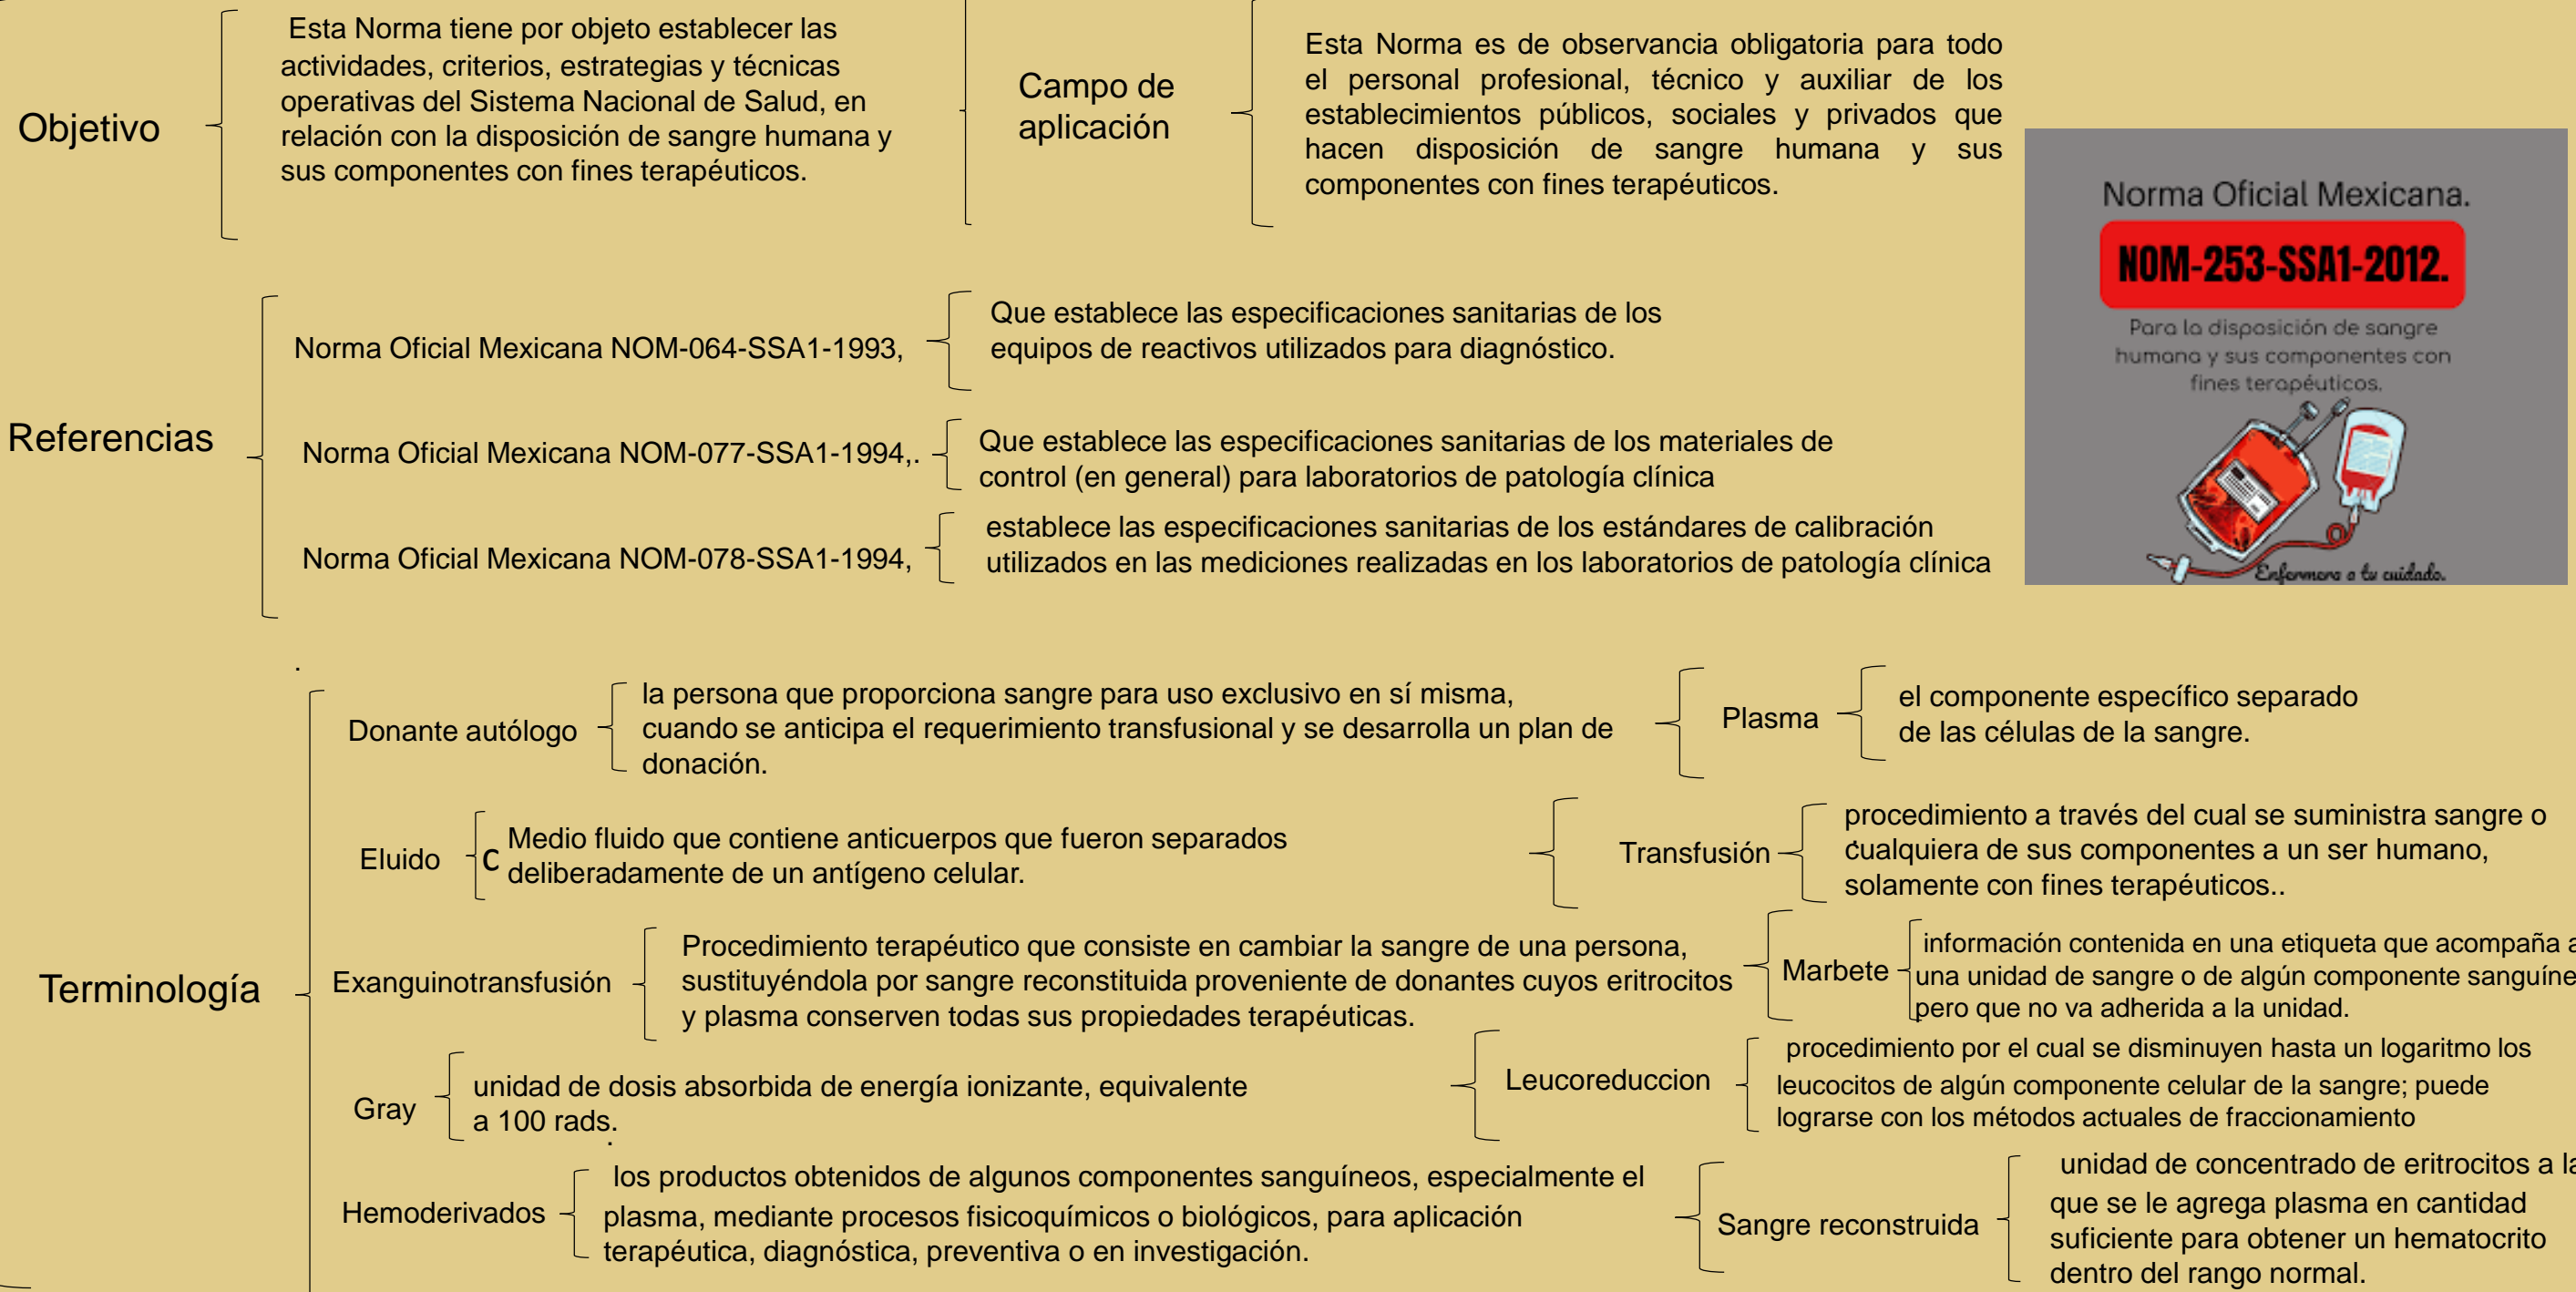 Objetivo
Esta Norma tiene por objeto establecer las
actividades, criterios, estrategias y técnicas
operativas del Sistema Nacional de Salud, en
relación con la disposición de sangre humana y
sus componentes con fines terapéuticos.
Campo de
aplicación
Esta Norma es de observancia obligatoria para todo
el personal profesional, técnico y auxiliar de los
establecimientos públicos, sociales y privados que
hacen disposición de sangre humana y sus
componentes con fines terapéuticos.
Norma Oficial Mexicana.
NOM-253-SSA1-2012.
Para la disposición de sangre
humana y sus componentes con
fines terapéuticos.
Enfermera a tu cuidado.
Referencias
Norma Oficial Mexicana NOM-064-SSA1-1993,
Que establece las especificaciones sanitarias de los
equipos de reactivos utilizados para diagnóstico.
Norma Oficial Mexicana NOM-077-SSA1-1994,.
Que establece las especificaciones sanitarias de los materiales de
control (en general) para laboratorios de patología clínica
Norma Oficial Mexicana NOM-078-SSA1-1994,
establece las especificaciones sanitarias de los estándares de calibración
utilizados en las mediciones realizadas en los laboratorios de patología clínica
.
Terminología
Donante autólogo
la persona que proporciona sangre para uso exclusivo en sí misma,
cuando se anticipa el requerimiento transfusional y se desarrolla un plan de
donación.
Plasma
el componente específico separado
de las células de la sangre.
Eluido
c
Medio fluido que contiene anticuerpos que fueron separados
deliberadamente de un antígeno celular.
Transfusión
procedimiento a través del cual se suministra sangre o
cualquiera de sus componentes a un ser humano,
solamente con fines terapéuticos..
Exanguinotransfusión
Procedimiento terapéutico que consiste en cambiar la sangre de una persona,
sustituyéndola por sangre reconstituida proveniente de donantes cuyos eritrocitos
y plasma conserven todas sus propiedades terapéuticas.
Marbete
información contenida en una etiqueta que acompaña a
una unidad de sangre o de algún componente sanguíne
pero que no va adherida a la unidad.
Gray
unidad de dosis absorbida de energía ionizante, equivalente
a 100 rads.
.
Leucoreduccion
procedimiento por el cual se disminuyen hasta un logaritmo los
leucocitos de algún componente celular de la sangre; puede
lograrse con los métodos actuales de fraccionamiento
Hemoderivados
los productos obtenidos de algunos componentes sanguíneos, especialmente el
plasma, mediante procesos fisicoquímicos o biológicos, para aplicación
terapéutica, diagnóstica, preventiva o en investigación.
Sangre reconstruida
unidad de concentrado de eritrocitos a la
que se le agrega plasma en cantidad
suficiente para obtener un hematocrito
dentro del rango normal.